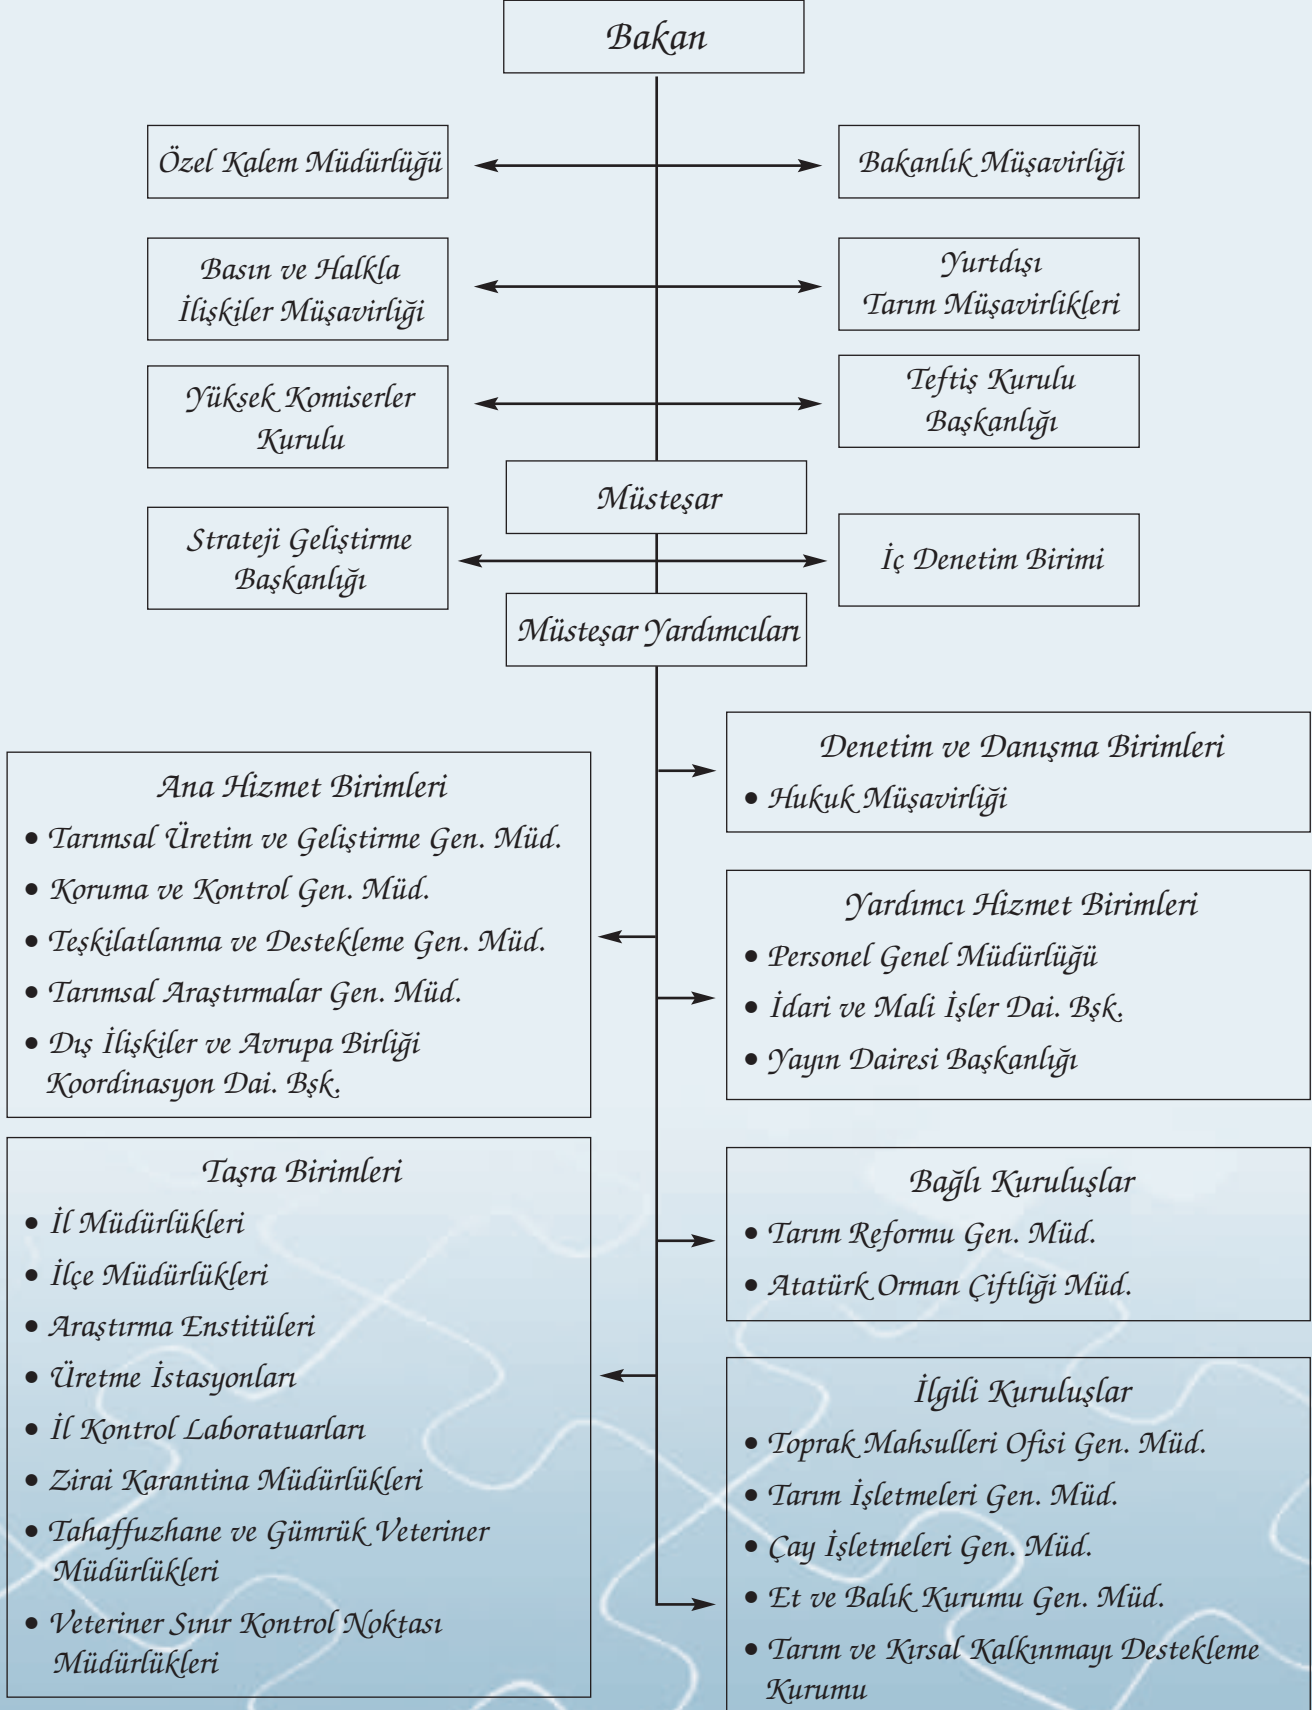 Bakan
Özel Kalem Müdürlüğü
Bakanlık Müşavirliği
Basın ve Halkla
İlişkiler Müşavirliği
Yurtdışı
Tarım Müşavirlikleri
Yüksek Komiserler
Kurulu
Teftiş Kurulu
Başkanlığı
Müsteşar
Strateji Geliştirme
Başkanlığı
İç Denetim Birimi
Müsteşar Yardımcıları
Ana Hizmet Birimleri
• Tarımsal Üretim ve Geliştirme Gen. Müd.
• Koruma ve Kontrol Gen. Müd.
• Teşkilatlanma ve Destekleme Gen. Müd.
• Tarımsal Araştırmalar Gen. Müd.
• Dış İlişkiler ve Avrupa Birliği
Koordinasyon Dai. Bşk.
Denetim ve Danışma Birimleri
• Hukuk Müşavirliği
Yardımcı Hizmet Birimleri
• Personel Genel Müdürlüğü
• İdari ve Mali İşler Dai. Bşk.
• Yayın Dairesi Başkanlığı
Taşra Birimleri
• İl Müdürlükleri
• İlçe Müdürlükleri
• Araştırma Enstitüleri
• Üretme İstasyonları
• İl Kontrol Laboratuarları
• Zirai Karantina Müdürlükleri
• Tahaffuzhane ve Gümrük Veteriner
Müdürlükleri
• Veteriner Sınır Kontrol Noktası
Müdürlükleri
Bağlı Kuruluşlar
• Tarım Reformu Gen. Müd.
• Atatürk Orman Çiftliği Müd.
İlgili Kuruluşlar
• Toprak Mahsulleri Ofisi Gen. Müd.
• Tarım İşletmeleri Gen. Müd.
• Çay İşletmeleri Gen. Müd.
• Et ve Balık Kurumu Gen. Müd.
• Tarım ve Kırsal Kalkınmayı Destekleme
Kurumu